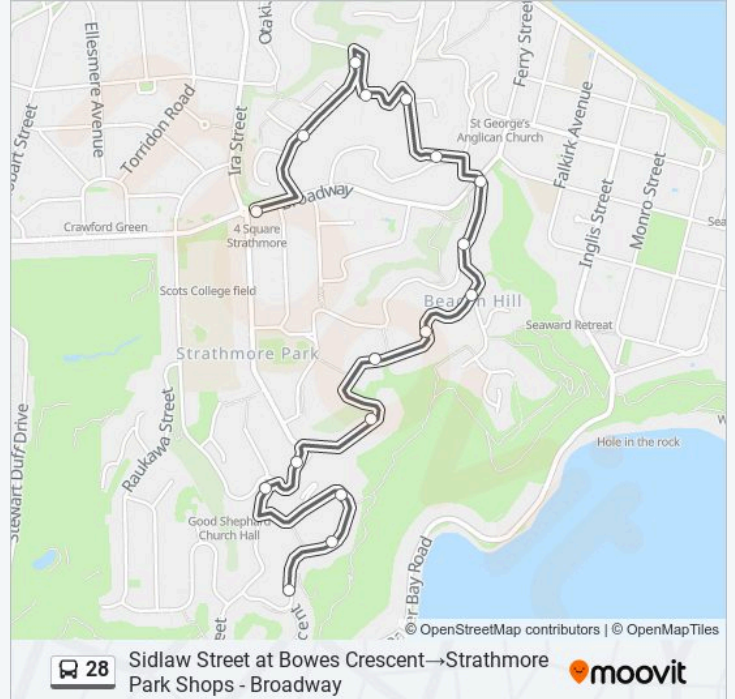 Ferry Street
Otaki
Ellesmere Avenue
Torridon Road
Ira Street
St George's
Anglican Church
Falkirk Avenue
Monro Street
Inglis Street
Broadway
Crawford Green
4 Square
Strathmore
Scots College field
Beacon Hill
Seaward Retreat
Strathmore Park
Raukawa Street
Stewart Duff Drive
Hole in the rock
Good Shepherd
Church Hall
© OpenStreetMap contributors | © OpenMapTiles
28
Sidlaw Street at Bowes Crescent→Strathmore
Park Shops - Broadway
moovit